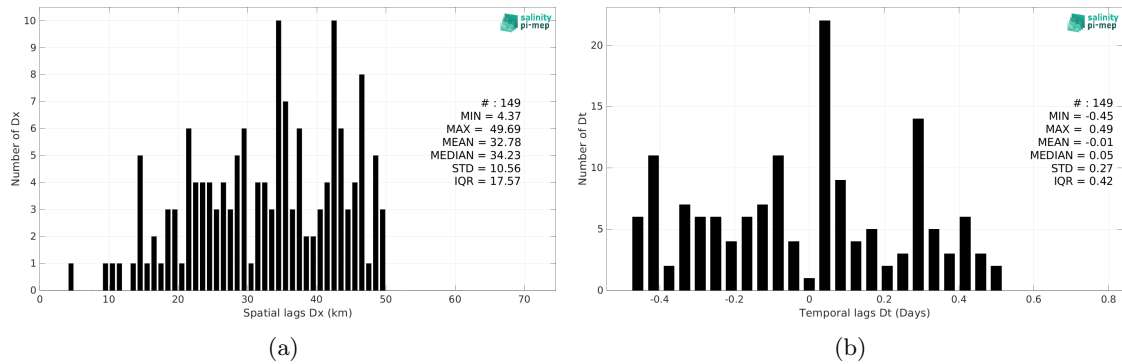 salinity
pi-mep
10
9
8
7
6
5
4
3
2
1
0
Number of Dx
# : 149
MIN = 4.37
MAX = 49.69
MEAN = 32.78
MEDIAN = 34.23
STD = 10.56
IQR = 17.57
0 10 20 30 40 50 60 70
Spatial lags Dx (km)
(a)
salinity
pi-mep
20
15
10
5
0
Number of Dt
# : 149
MIN = -0.45
MAX = 0.49
MEAN = -0.01
MEDIAN = 0.05
STD = 0.27
IQR = 0.42
-0.4 -0.2 0 0.2 0.4 0.6 0.8
Temporal lags Dt (Days)
(b)